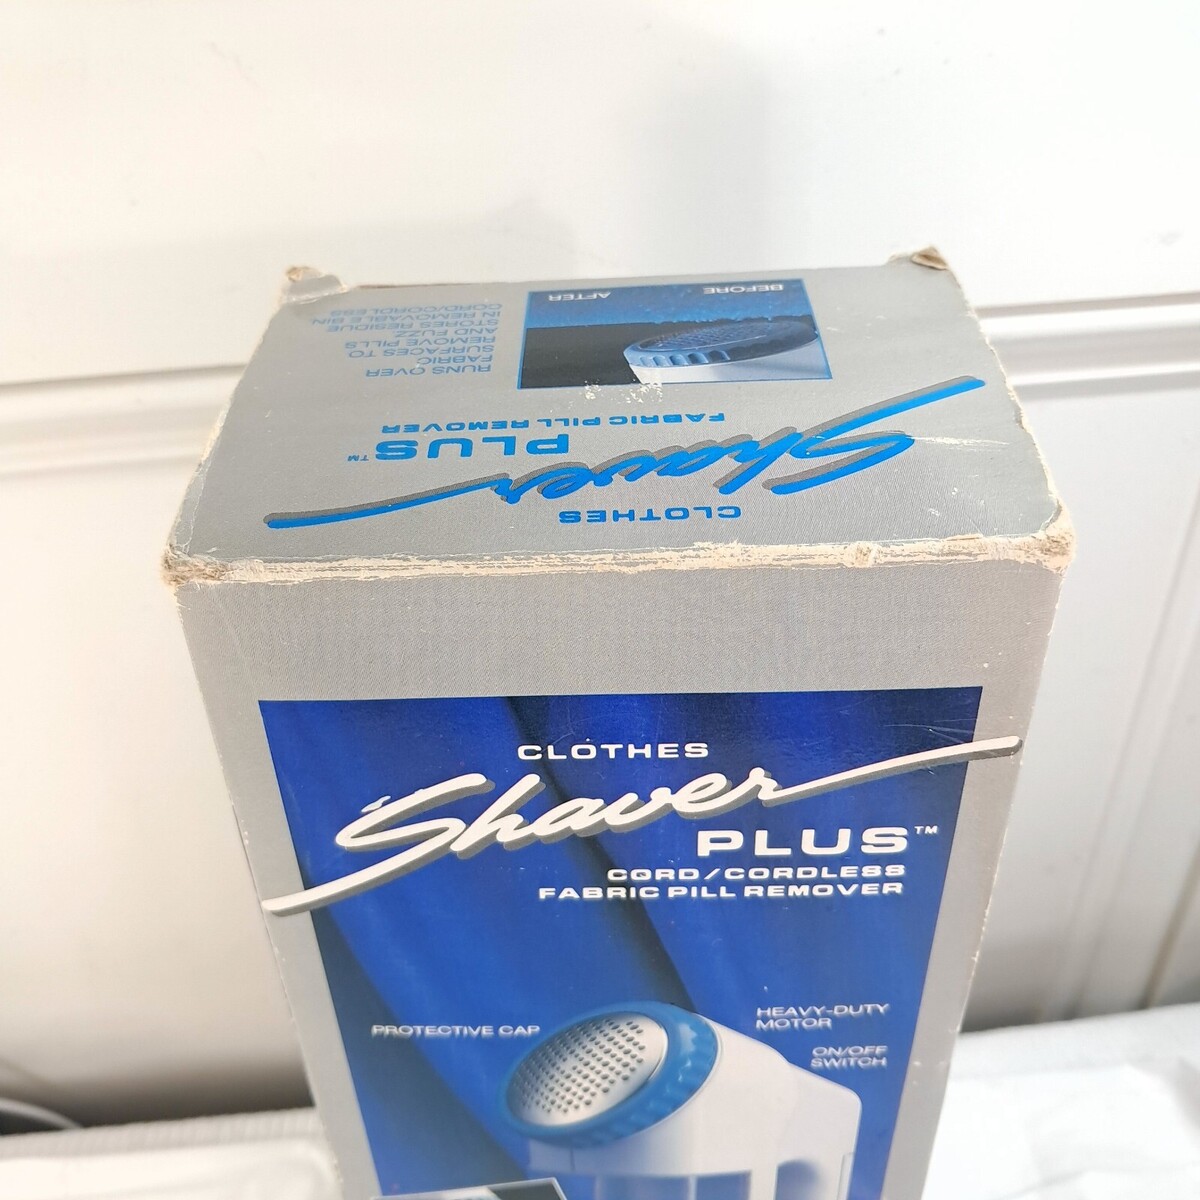 CLOTHES
Shaver
PLUS™
FABRIC PILL REMOVER
RUNS OVER
FABRIC
SURFACES TO
REMOVE PILLS
AND FUZZ
STORES RESIDUE
IN REMOVABLE BIN
CORD/CORDLESS
BEFORE
AFTER
CLOTHES
Shaver
PLUS™
CORD/CORDLESS
FABRIC PILL REMOVER
PROTECTIVE CAP
HEAVY-DUTY
MOTOR
ON/OFF
SWITCH